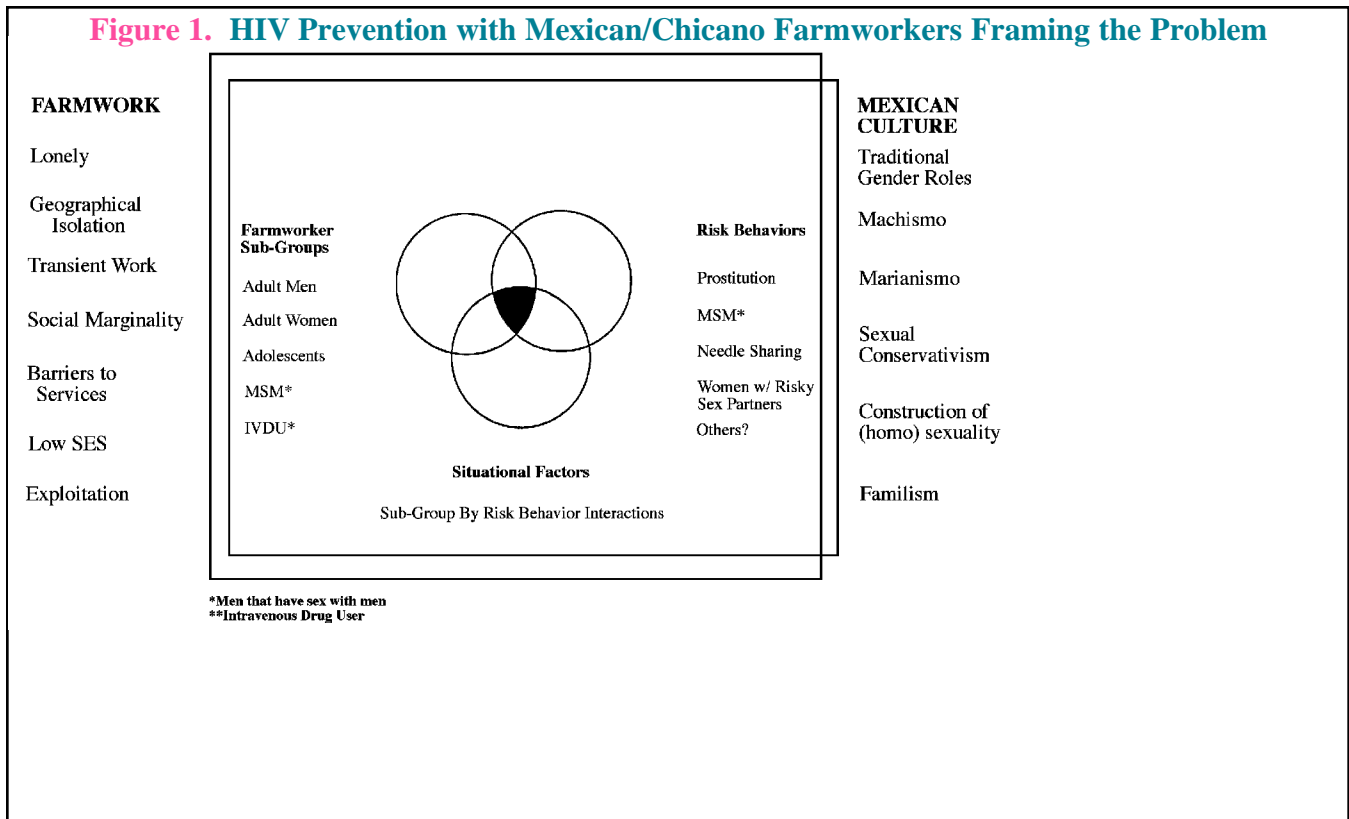 Figure 1. HIV Prevention with Mexican/Chicano Farmworkers Framing the Problem
FARMWORK
Lonely
Geographical
Isolation
Transient Work
Social Marginality
Barriers to
Services
Low SES
Exploitation
Farmworker
Sub-Groups
Adult Men
Adult Women
Adolescents
MSM*
IVDU*
Situational Factors
Sub-Group By Risk Behavior Interactions
Risk Behaviors
Prostitution
MSM*
Needle Sharing
Women w/ Risky
Sex Partners
Others?
MEXICAN
CULTURE
Traditional
Gender Roles
Machismo
Marianismo
Sexual
Conservativism
Construction of
(homo) sexuality
Familism
*Men that have sex with men
**Intravenous Drug User